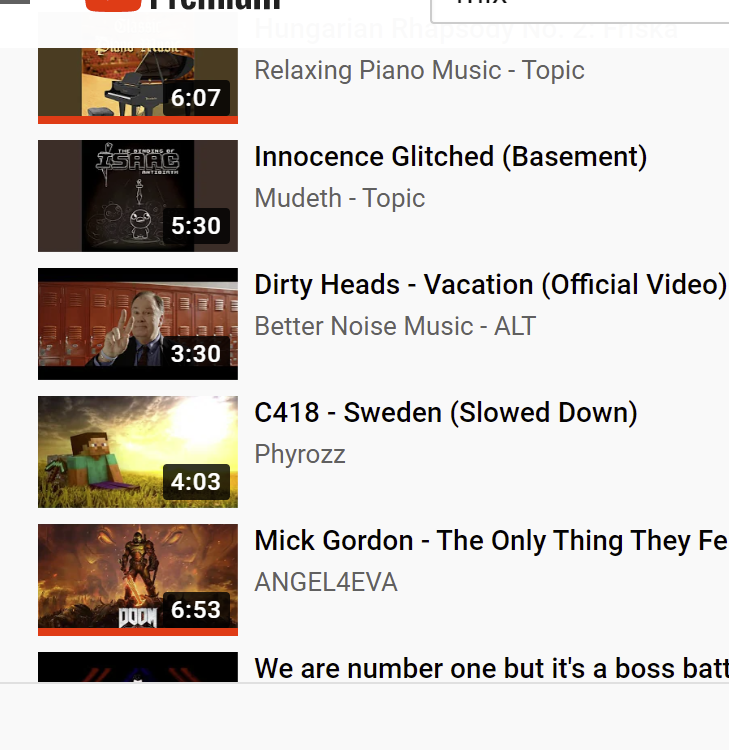 Premium
mix
Hungarian Rhapsody No. 2: Friska
Piano Music
6:07
Relaxing Piano Music - Topic
THE BINDING OF
ISAAC
ANTIBIRTH
5:30
Innocence Glitched (Basement)
Mudeth - Topic
3:30
Dirty Heads - Vacation (Official Video)
Better Noise Music - ALT
4:03
C418 - Sweden (Slowed Down)
Phyrozz
DOOM
6:53
Mick Gordon - The Only Thing They Fe
ANGEL4EVA
We are number one but it's a boss batt